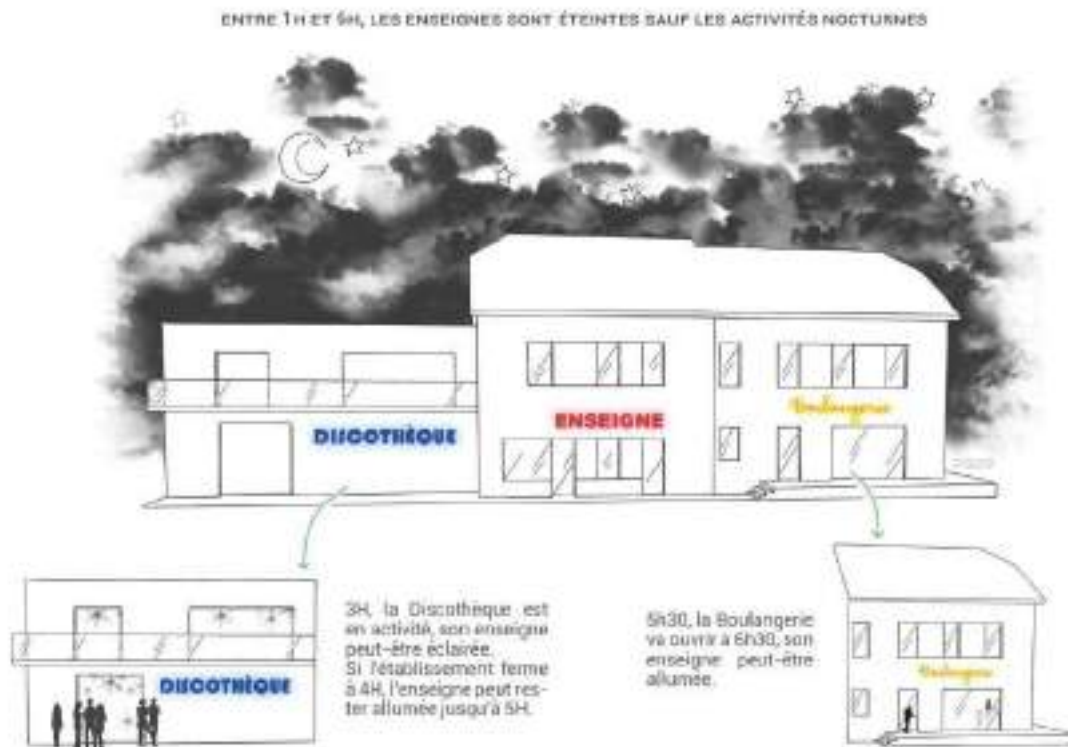 ENTRE 1H ET 6H, LES ENSEIGNES SONT ÉTEINTES SAUF LES ACTIVITÉS NOCTURNES
DISCOTHÈQUE
ENSEIGNE
Boulangerie
3H, la Discothèque est
en activité, son enseigne
peut-être éclairée.
Si l'établissement ferme
à 4H, l'enseigne peut res-
ter allumée jusqu'à 5H.
DISCOTHÈQUE
5h30, la Boulangerie
va ouvrir à 6h30, son
enseigne peut-être
allumée.
Boulangerie